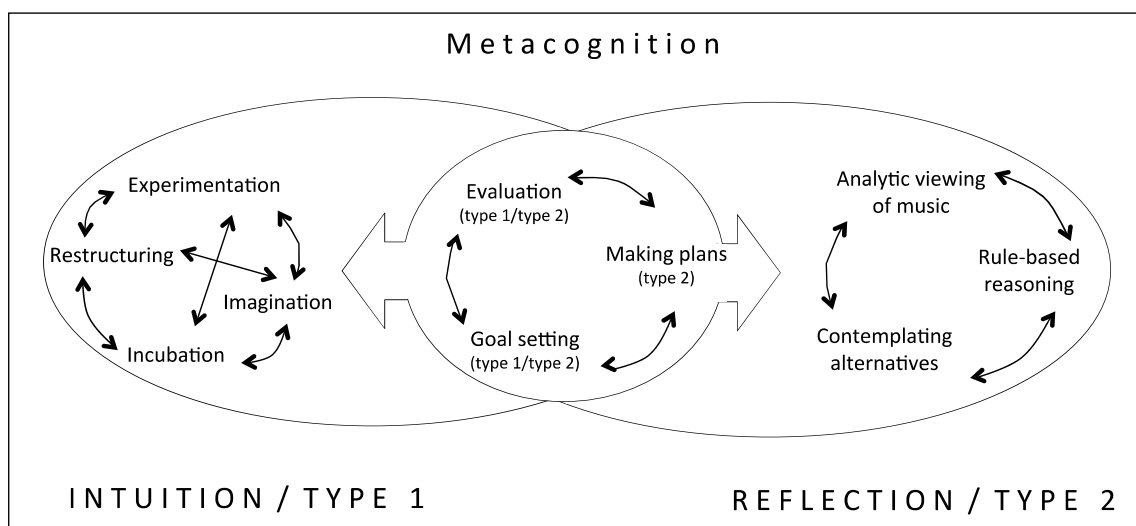 Metacognition
Experimentation
Restructuring
Imagination
Incubation
Evaluation
(type 1/type 2)
Making plans
(type 2)
Goal setting
(type 1/type 2)
Analytic viewing
of music
Rule-based
reasoning
Contemplating
alternatives
INTUITION / TYPE 1
REFLECTION / TYPE 2